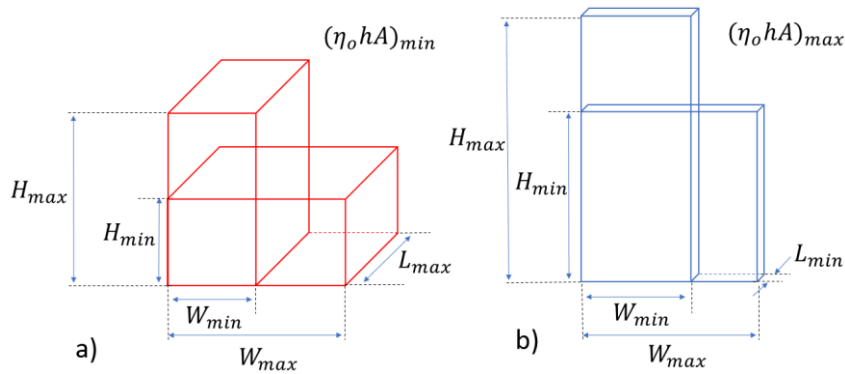 (η_o hA)_min
H_max
H_min
L_max
W_min
W_max
a)
(η_o hA)_max
H_max
H_min
L_min
W_min
W_max
b)